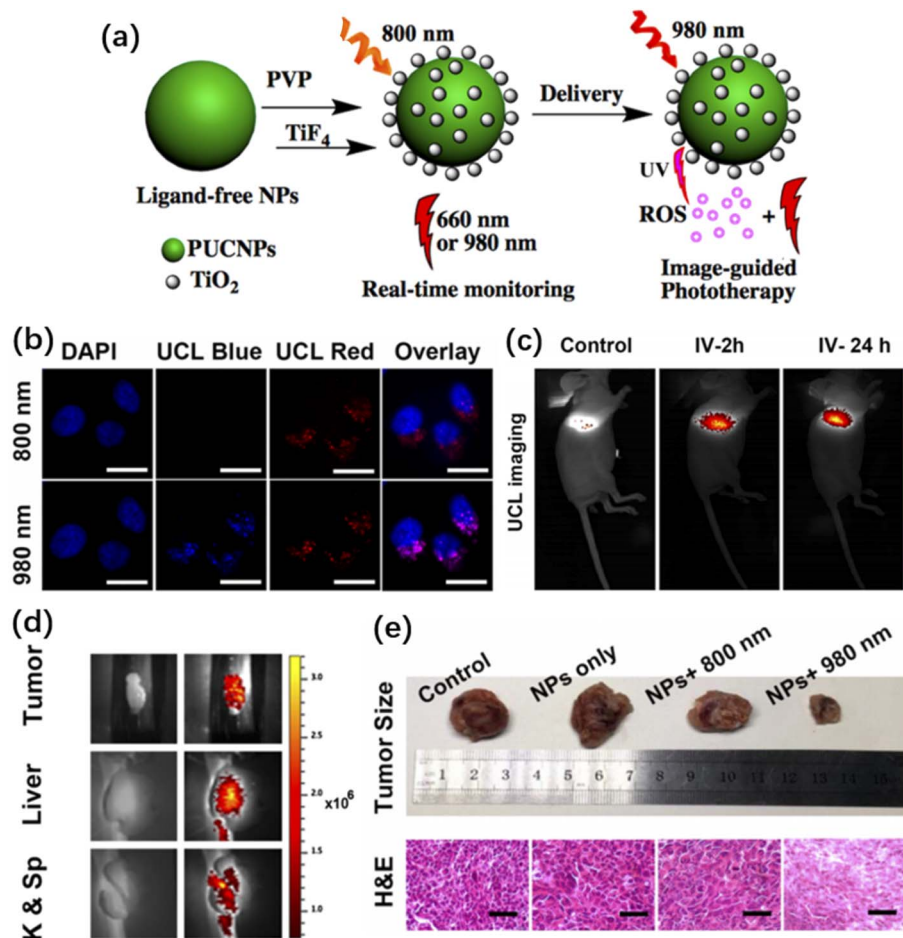 (a)
800 nm
980 nm
PVP
TiF4
Delivery
UV
ROS
+
Ligand-free NPs
660 nm
or 980 nm
PUCNPs
TiO2
Real-time monitoring
Image-guided
Phototherapy
(b)
DAPI UCL Blue UCL Red Overlay
800 nm
980 nm
(c)
Control IV-2h IV- 24 h
UCL imaging
(d)
Tumor
Liver
K & Sp
3.0
2.0
x10⁶
1.5
1.0
(e)
Control NPs only NPs+ 800 nm NPs+ 980 nm
Tumor Size
1 2 3 4 5 6 7 8 9 10 11 12 13 14 15
H&E